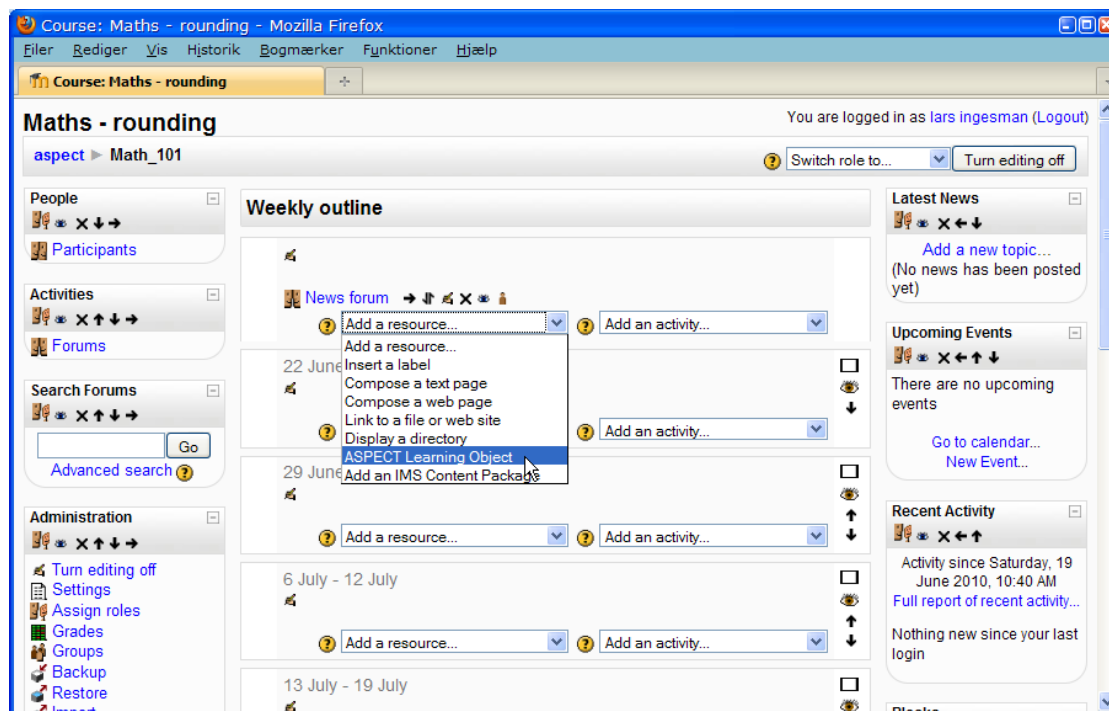 Course: Maths - rounding - Mozilla Firefox
Filer Rediger Vis Historik Bogmærker Funktioner Hjælp
Course: Maths - rounding
Maths - rounding
You are logged in as lars ingesman (Logout)
aspect ► Math_101
Switch role to...
Turn editing off
People
Participants
Activities
Forums
Search Forums
Go
Advanced search
Administration
Turn editing off
Settings
Assign roles
Grades
Groups
Backup
Restore
Import
Weekly outline
News forum
Add a resource... Add an activity...
Add a resource...
Insert a label
Compose a text page
Compose a web page
Link to a file or web site
Display a directory
ASPECT Learning Object
Add an IMS Content Package
22 June
Add an activity...
29 June
Add a resource... Add an activity...
6 July - 12 July
Add a resource... Add an activity...
13 July - 19 July
Latest News
Add a new topic...
(No news has been posted
yet)
Upcoming Events
There are no upcoming
events
Go to calendar...
New Event...
Recent Activity
Activity since Saturday, 19
June 2010, 10:40 AM
Full report of recent activity...
Nothing new since your last
login
Blocks